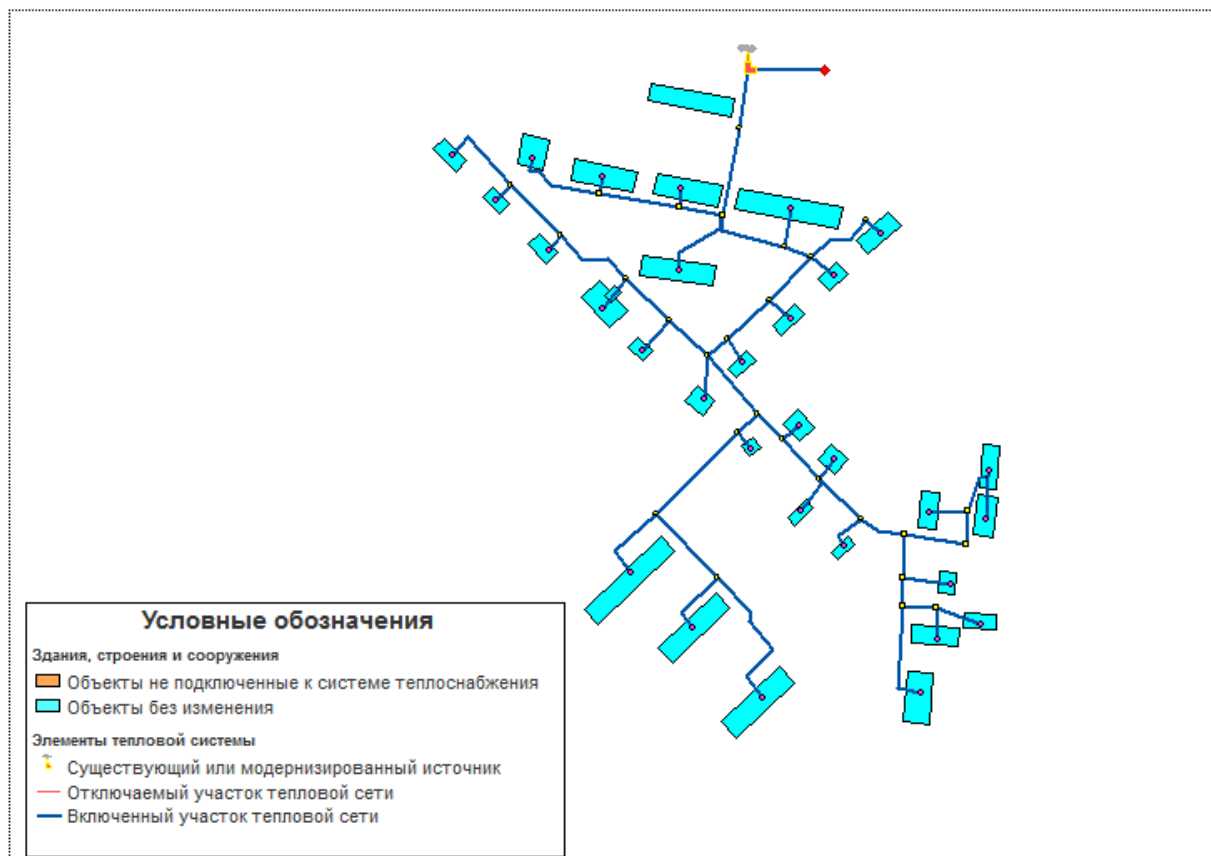 Условные обозначения
Здания, строения и сооружения
Объекты не подключенные к системе теплоснабжения
Объекты без изменения
Элементы тепловой системы
Существующий или модернизированный источник
Отключаемый участок тепловой сети
Включенный участок тепловой сети